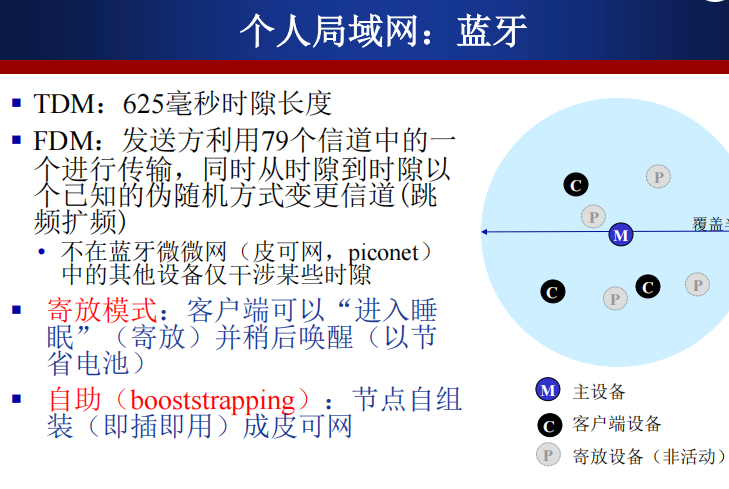 个人局域网：蓝牙
TDM：625毫秒时隙长度
FDM：发送方利用79个信道中的一
个进行传输，同时从时隙到时隙以
个已知的伪随机方式变更信道(跳
频扩频)
不在蓝牙微微网（皮可网，piconet）
中的其他设备仅干涉某些时隙
寄放模式：客户端可以“进入睡
眠”（寄放）并稍后唤醒（以节
省电池）
自助（booststrapping）：节点自组
装（即插即用）成皮可网
C
P
P
M
覆盖
C
P
C
P
M 主设备
C 客户端设备
P 寄放设备（非活动）